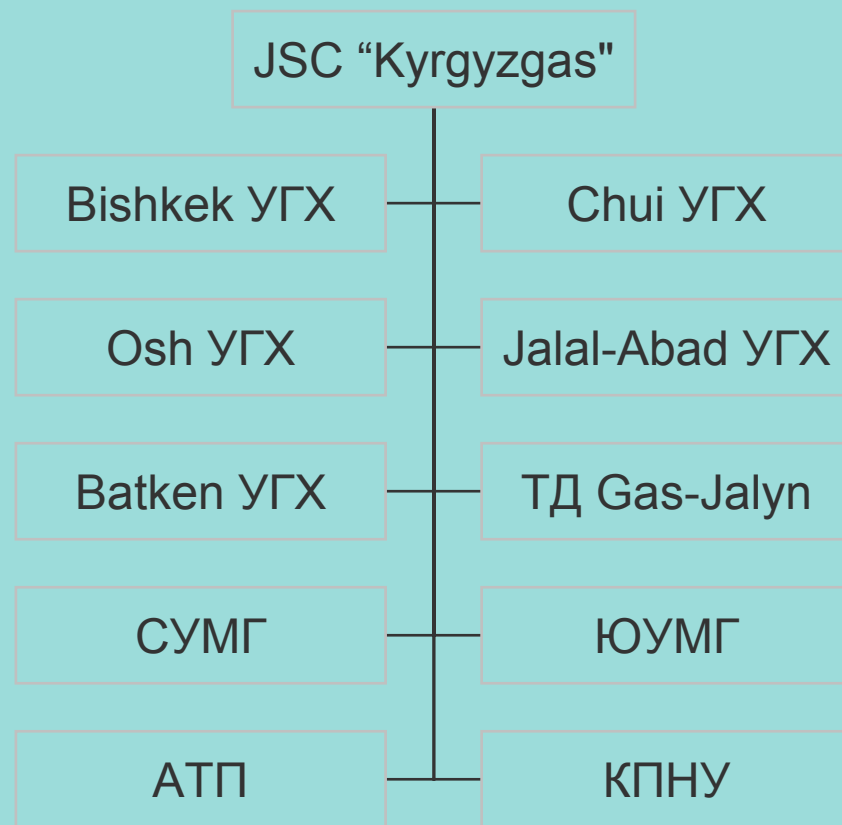 JSC “Kyrgyzgas"
Bishkek УГХ
Chui УГХ
Osh УГХ
Jalal-Abad УГХ
Batken УГХ
ТД Gas-Jalyn
СУМГ
ЮУМГ
АТП
КПНУ